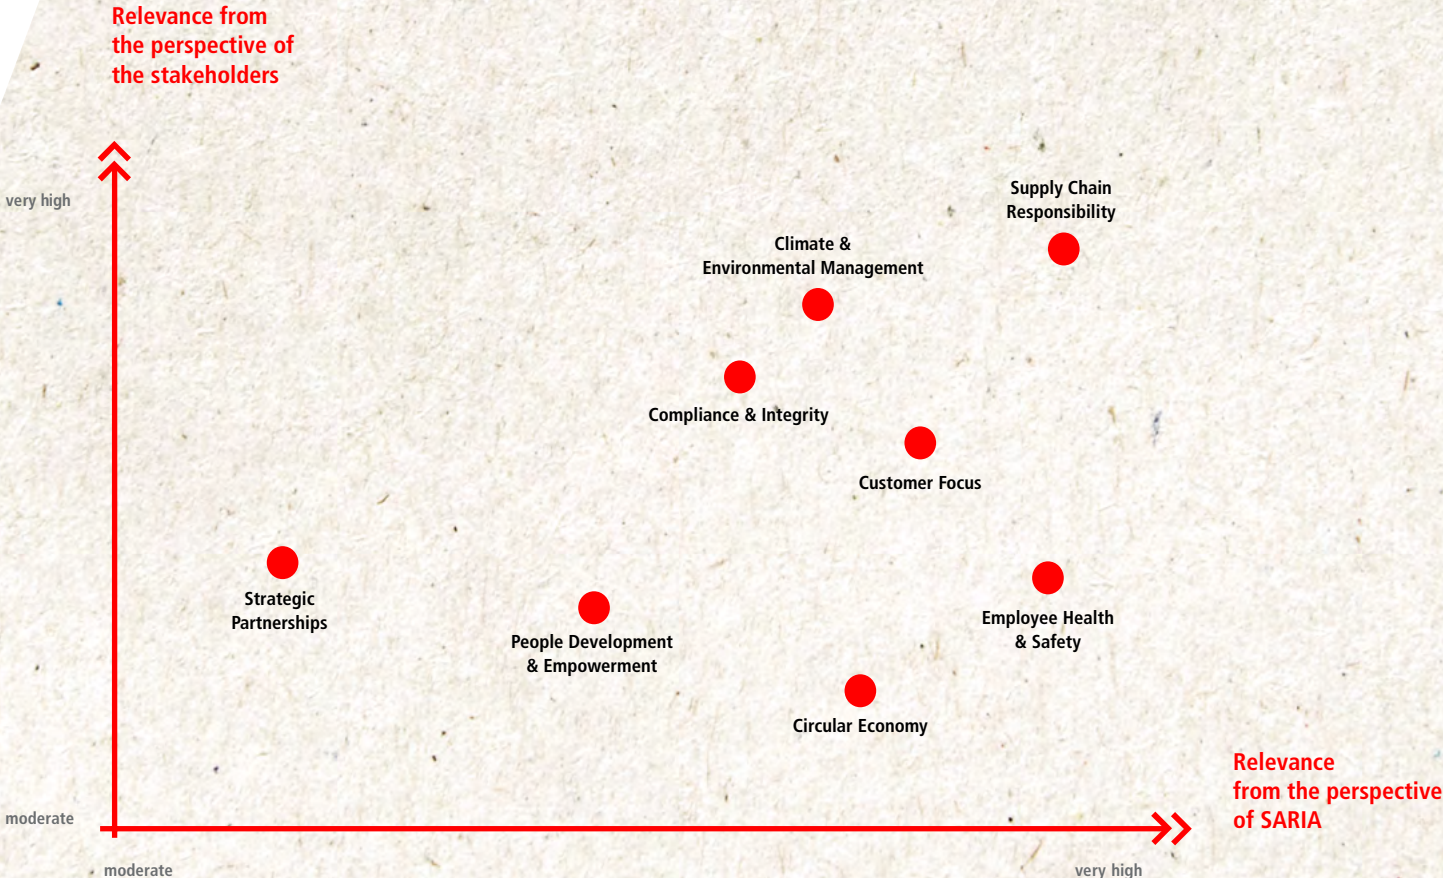 Relevance from
the perspective of
the stakeholders
very high
Supply Chain
Responsibility
Climate &
Environmental Management
Compliance & Integrity
Customer Focus
Strategic
Partnerships
People Development
& Empowerment
Employee Health
& Safety
Circular Economy
Relevance
from the perspective
of SARIA
moderate
moderate
very high